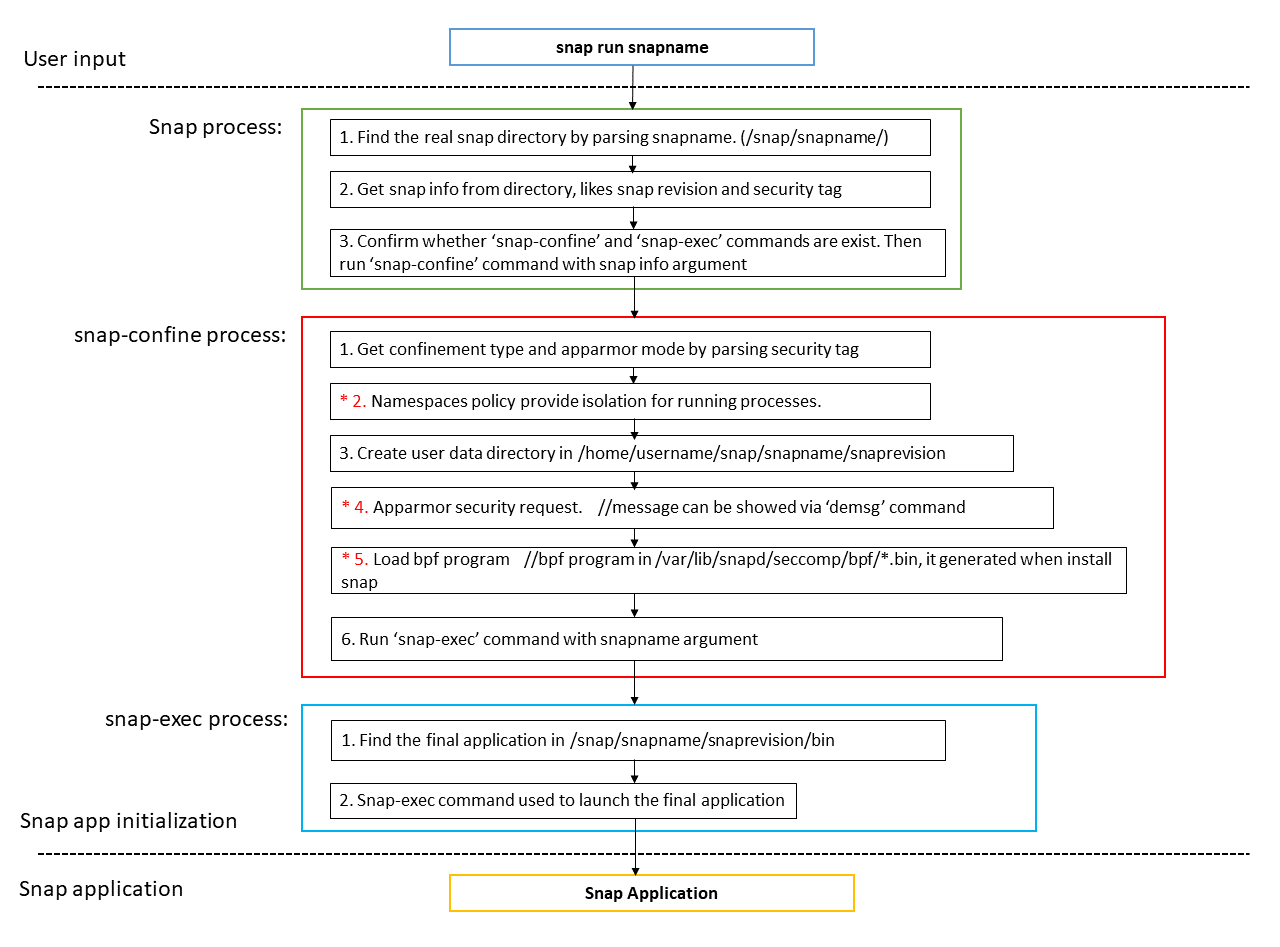 snap run snapname
User input
Snap process:
1. Find the real snap directory by parsing snapname. (/snap/snapname/)
2. Get snap info from directory, likes snap revision and security tag
3. Confirm whether ‘snap-confine’ and ‘snap-exec’ commands are exist. Then
run ‘snap-confine’ command with snap info argument
snap-confine process:
1. Get confinement type and apparmor mode by parsing security tag
* 2. Namespaces policy provide isolation for running processes.
3. Create user data directory in /home/username/snap/snapname/snaprevision
* 4. Apparmor security request. //message can be showed via ‘demsg’ command
* 5. Load bpf program //bpf program in /var/lib/snapd/seccomp/bpf/*.bin, it generated when install
snap
6. Run ‘snap-exec’ command with snapname argument
snap-exec process:
1. Find the final application in /snap/snapname/snaprevision/bin
2. Snap-exec command used to launch the final application
Snap app initialization
Snap application
Snap Application